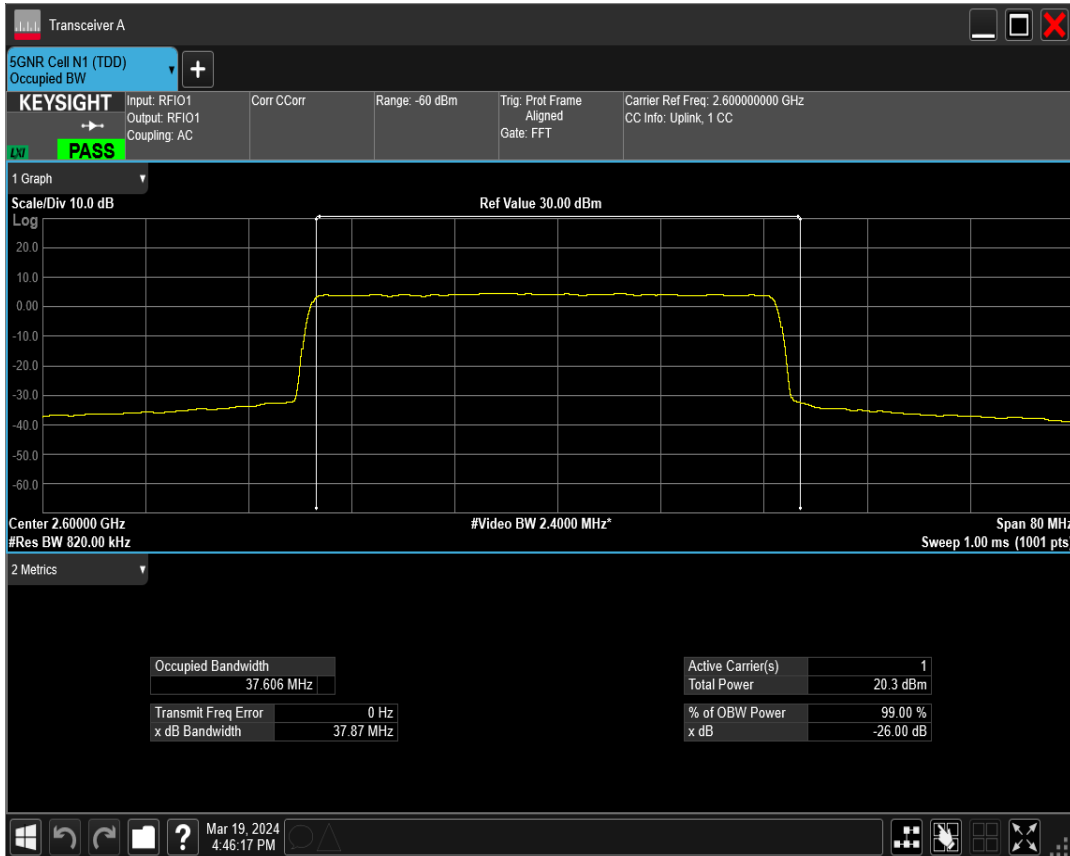 Transceiver A
5GNR Cell N1 (TDD)
Occupied BW
+
KEYSIGHT
LXI
PASS
Input: RFIO1
Output: RFIO1
Coupling: AC
Corr CCorr
Range: -60 dBm
Trig: Prot Frame
Aligned
Gate: FFT
Carrier Ref Freq: 2.600000000 GHz
CC Info: Uplink, 1 CC
1 Graph
Scale/Div 10.0 dB
Ref Value 30.00 dBm
Log
20.0
10.0
0.00
-10.0
-20.0
-30.0
-40.0
-50.0
-60.0
Center 2.60000 GHz
#Video BW 2.4000 MHz*
Span 80 MHz
#Res BW 820.00 kHz
Sweep 1.00 ms (1001 pts)
2 Metrics
Occupied Bandwidth
37.606 MHz
Transmit Freq Error 0 Hz
x dB Bandwidth 37.87 MHz
Active Carrier(s) 1
Total Power 20.3 dBm
% of OBW Power 99.00 %
x dB -26.00 dB
?
Mar 19, 2024
4:46:17 PM